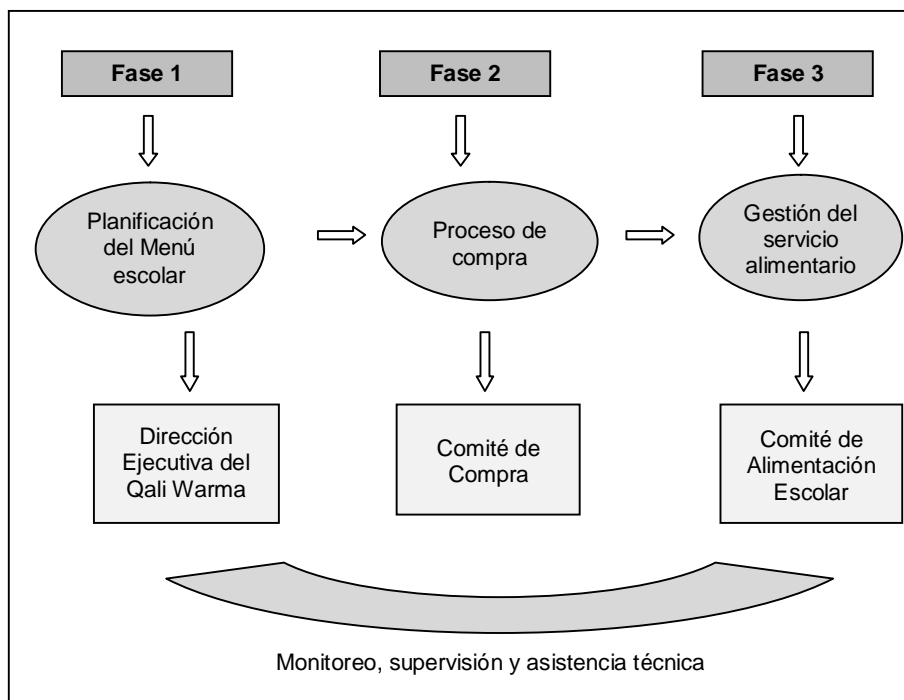 Fase 1
Fase 2
Fase 3
Planificación
del Menú
escolar
Proceso de
compra
Gestión del
servicio
alimentario
Dirección
Ejecutiva del
Qali Warma
Comité de
Compra
Comité de
Alimentación
Escolar
Monitoreo, supervisión y asistencia técnica